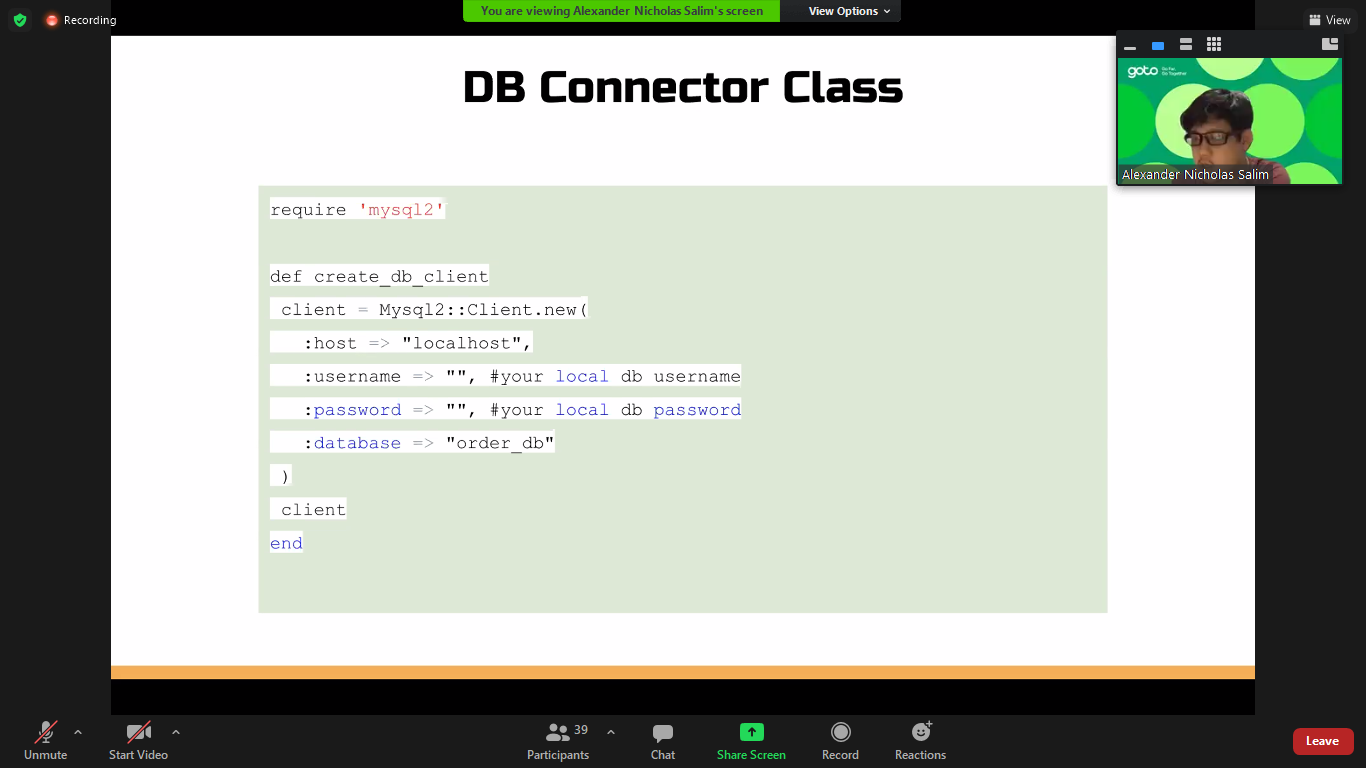 Recording
You are viewing Alexander Nicholas Salim's screen
View Options
View
DB Connector Class
goto
Alexander Nicholas Salim
require 'mysql2'
def create_db_client
client = Mysql2::Client.new(
:host => "localhost",
:username => "", #your local db username
:password => "", #your local db password
:database => "order_db"
)
client
end
Unmute
Start Video
39
Participants
Chat
Share Screen
Record
Reactions
Leave